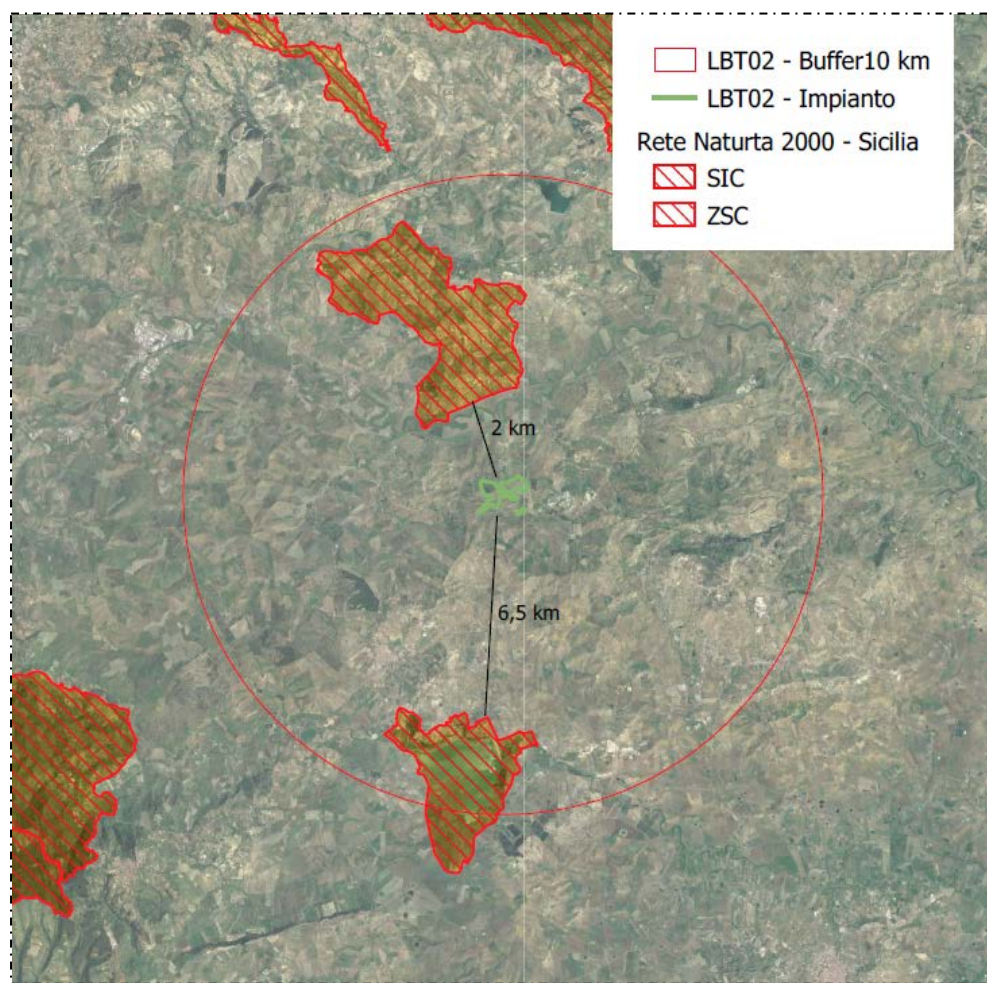 LBT02 - Buffer10 km
LBT02 - Impianto
Rete Naturta 2000 - Sicilia
SIC
ZSC
2 km
6,5 km